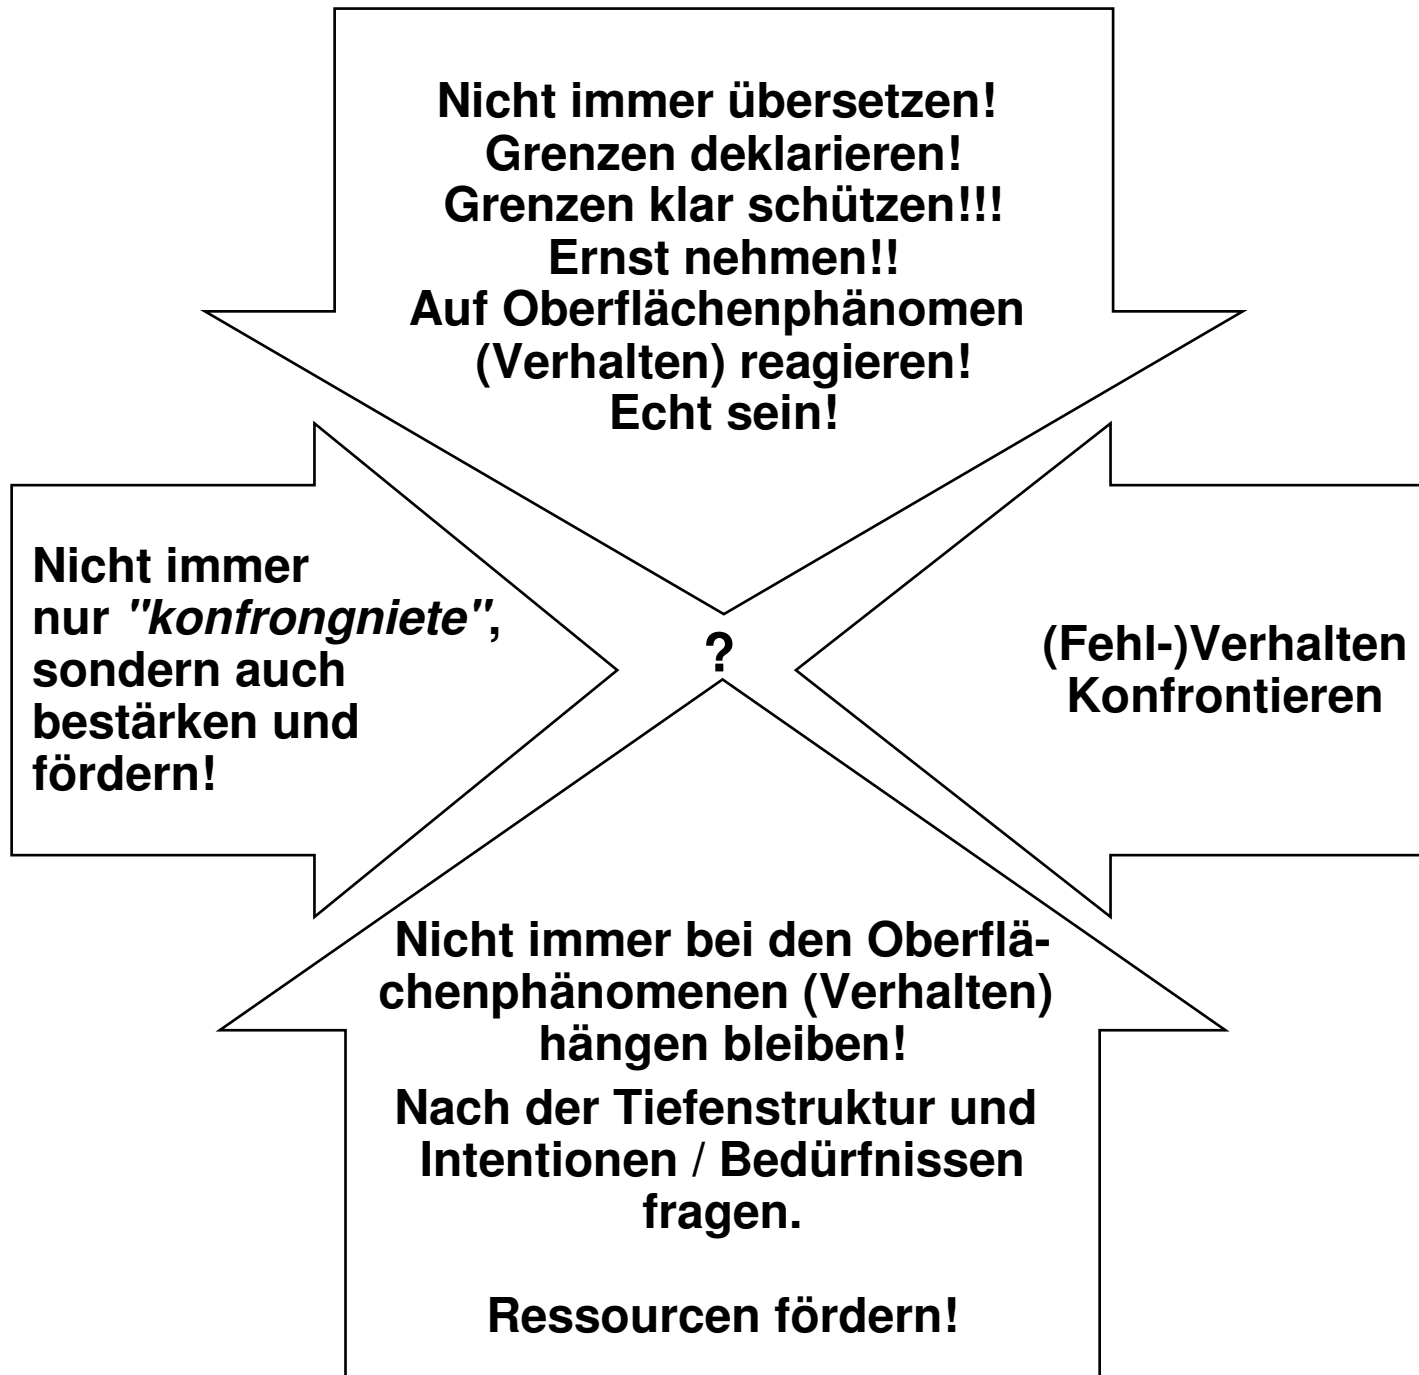 Nicht immer übersetzen!
Grenzen deklarieren!
Grenzen klar schützen!!!
Ernst nehmen!!
Auf Oberflächenphänomen
(Verhalten) reagieren!
Echt sein!
Nicht immer
nur "konfrongniete",
sondern auch
bestärken und
fördern!
?
(Fehl-)Verhalten
Konfrontieren
Nicht immer bei den Oberflä-
chenphänomenen (Verhalten)
hängen bleiben!
Nach der Tiefenstruktur und
Intentionen / Bedürfnissen
fragen.
Ressourcen fördern!